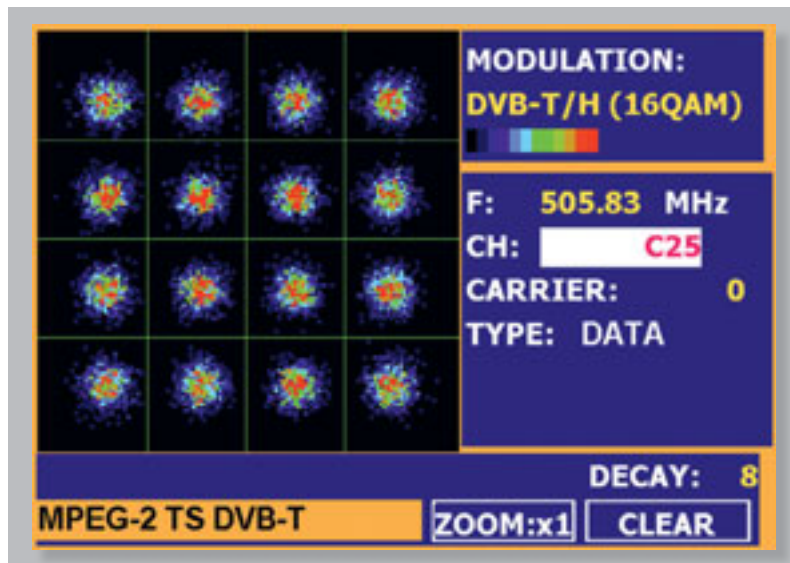 MODULATION:
DVB-T/H (16QAM)
F: 505.83 MHz
CH: C25
CARRIER: 0
TYPE: DATA
DECAY: 8
MPEG-2 TS DVB-T ZOOM:x1 CLEAR